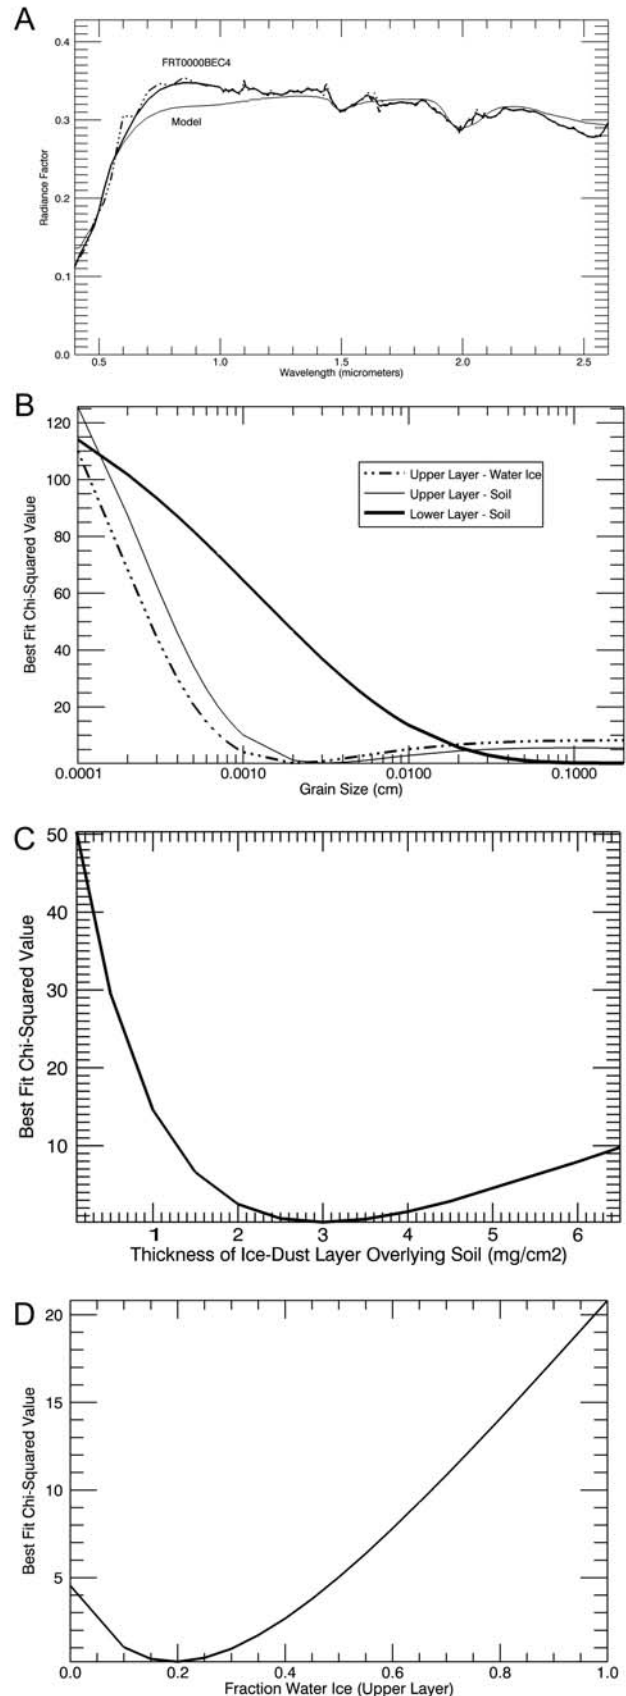 A
0.4
FRT0000BEC4
0.3
Model
Radiance Factor
0.2
0.1
0.0
0.5 1.0 1.5 2.0 2.5
Wavelength (micrometers)
B
120
100
80
60
40
20
0
Best Fit Chi-Squared Value
Upper Layer - Water Ice
Upper Layer - Soil
Lower Layer - Soil
0.0001 0.0010 0.0100 0.1000
Grain Size (cm)
C
50
40
30
20
10
Best Fit Chi-Squared Value
1 2 3 4 5 6
Thickness of Ice-Dust Layer Overlying Soil (mg/cm2)
D
20
15
10
5
Best Fit Chi-Squared Value
0.0 0.2 0.4 0.6 0.8 1.0
Fraction Water Ice (Upper Layer)